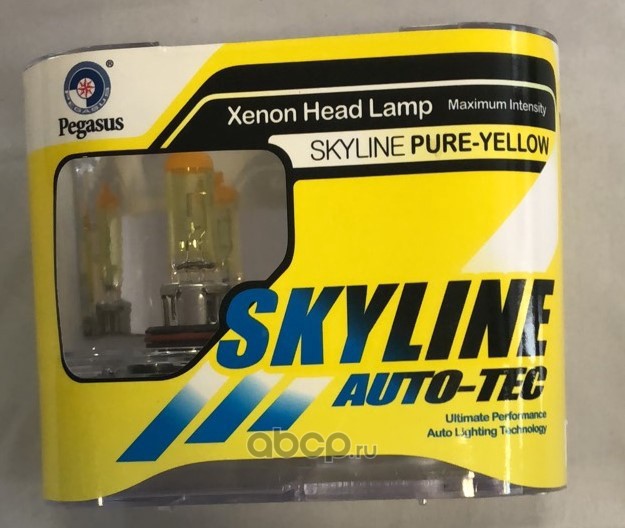 ®
PEGASUS
Pegasus
Xenon Head Lamp Maximum Intensity
SKYLINE PURE-YELLOW
SKYLINE
AUTO-TEC
Ultimate Performance
Auto Lighting Technology
abcp.ru